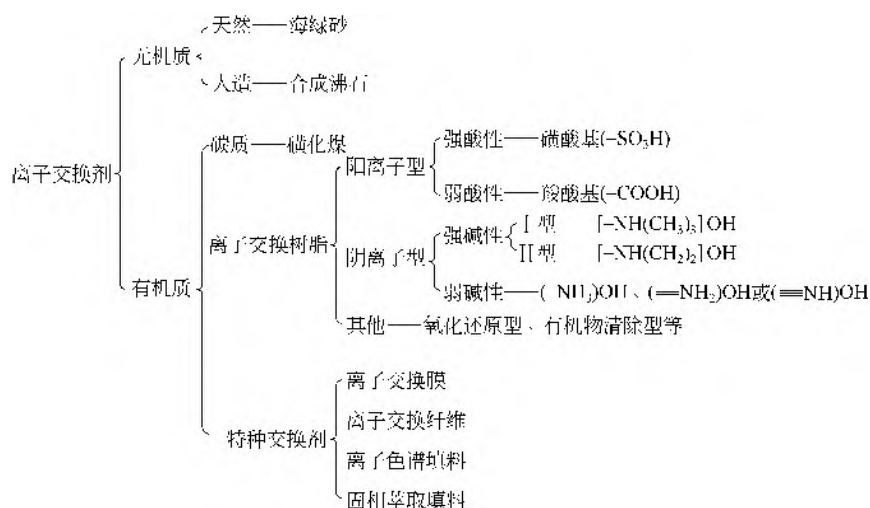 离子交换剂
无机质
天然——海绿砂
人造——合成沸石
有机质
碳质——磺化煤
离子交换树脂
阳离子型
强酸性——磺酸基(-SO₃H)
弱酸性——羧酸基(-COOH)
阴离子型
强碱性
I型 [-NH(CH₃)₃]OH
II型 [-NH(CH₂)₂]OH
弱碱性——(-NH₃)OH、(═NH₂)OH或(≡NH)OH
其他——氧化还原型、有机物清除型等
特种交换剂
离子交换膜
离子交换纤维
离子色谱填料
固相萃取填料